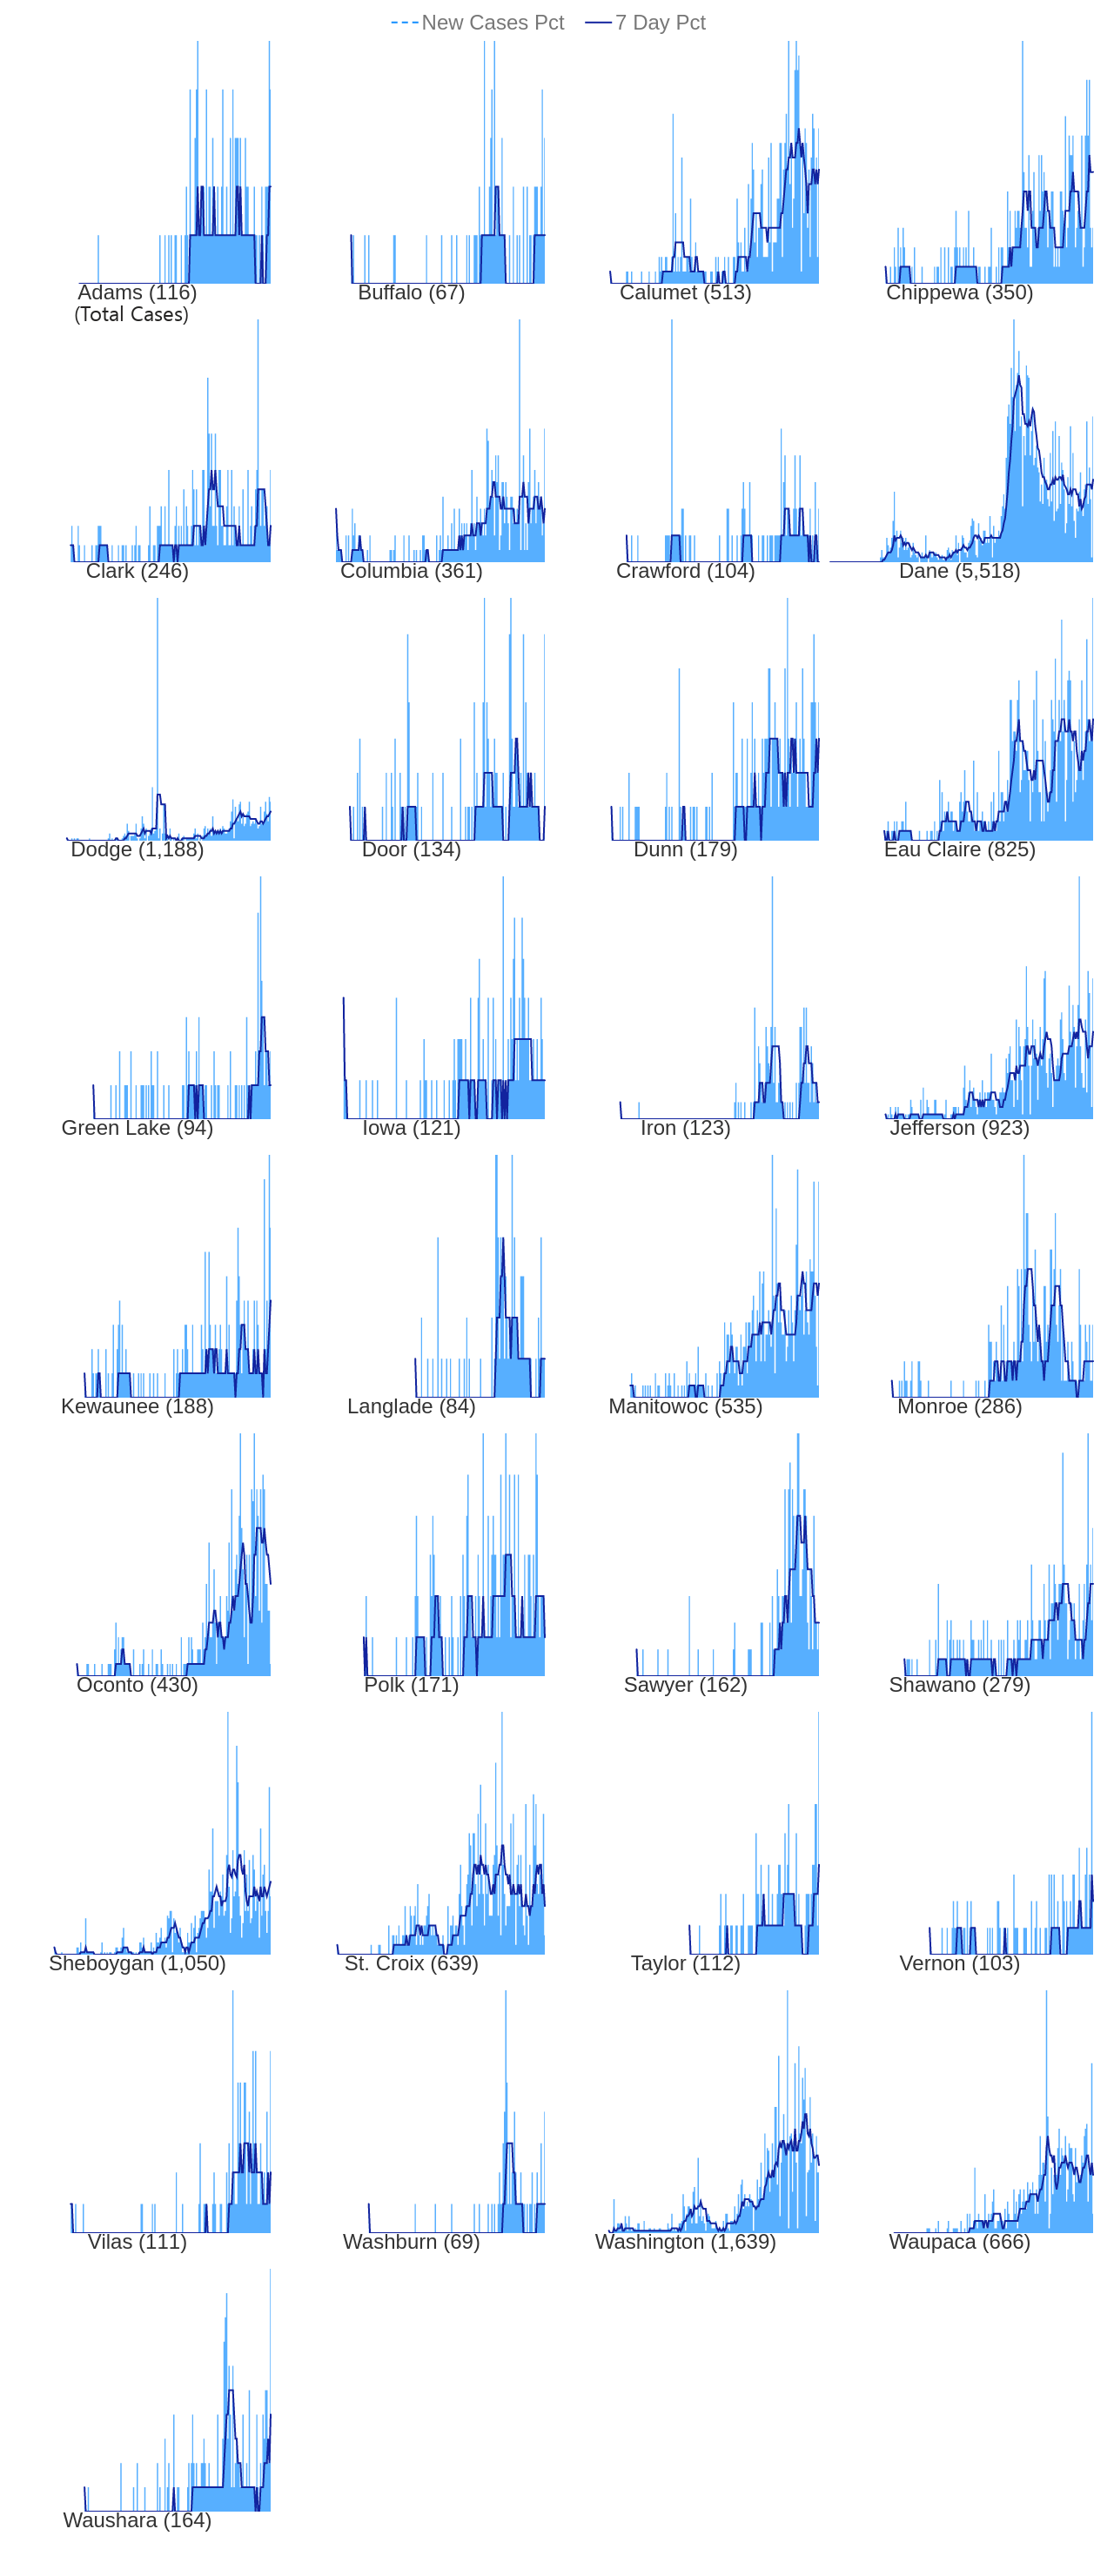 New Cases Pct 7 Day Pct
Adams (116) Buffalo (67) Calumet (513) Chippewa (350)
(Total Cases)
Clark (246) Columbia (361) Crawford (104) Dane (5,518)
Dodge (1,188) Door (134) Dunn (179) Eau Claire (825)
Green Lake (94) Iowa (121) Iron (123) Jefferson (923)
Kewaunee (188) Langlade (84) Manitowoc (535) Monroe (286)
Oconto (430) Polk (171) Sawyer (162) Shawano (279)
Sheboygan (1,050) St. Croix (639) Taylor (112) Vernon (103)
Vilas (111) Washburn (69) Washington (1,639) Waupaca (666)
Waushara (164)